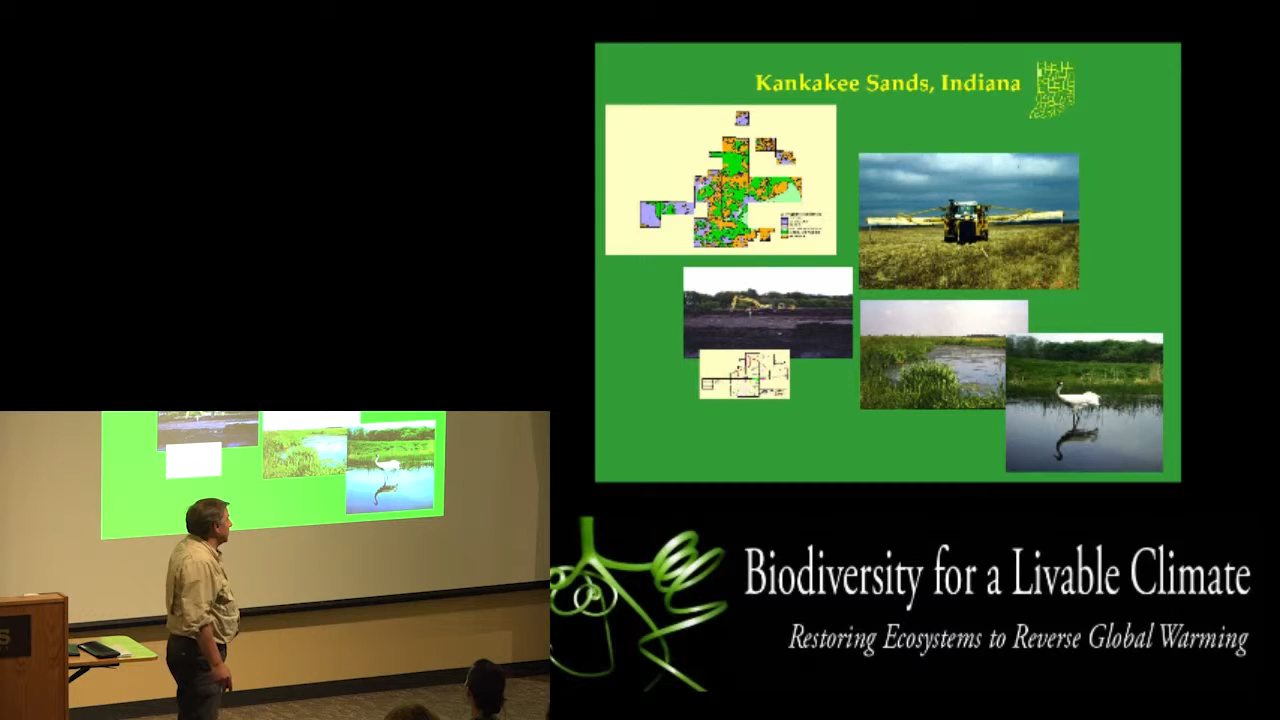 Kankakee Sands, Indiana
Biodiversity for a Livable Climate
Restoring Ecosystems to Reverse Global Warming
S